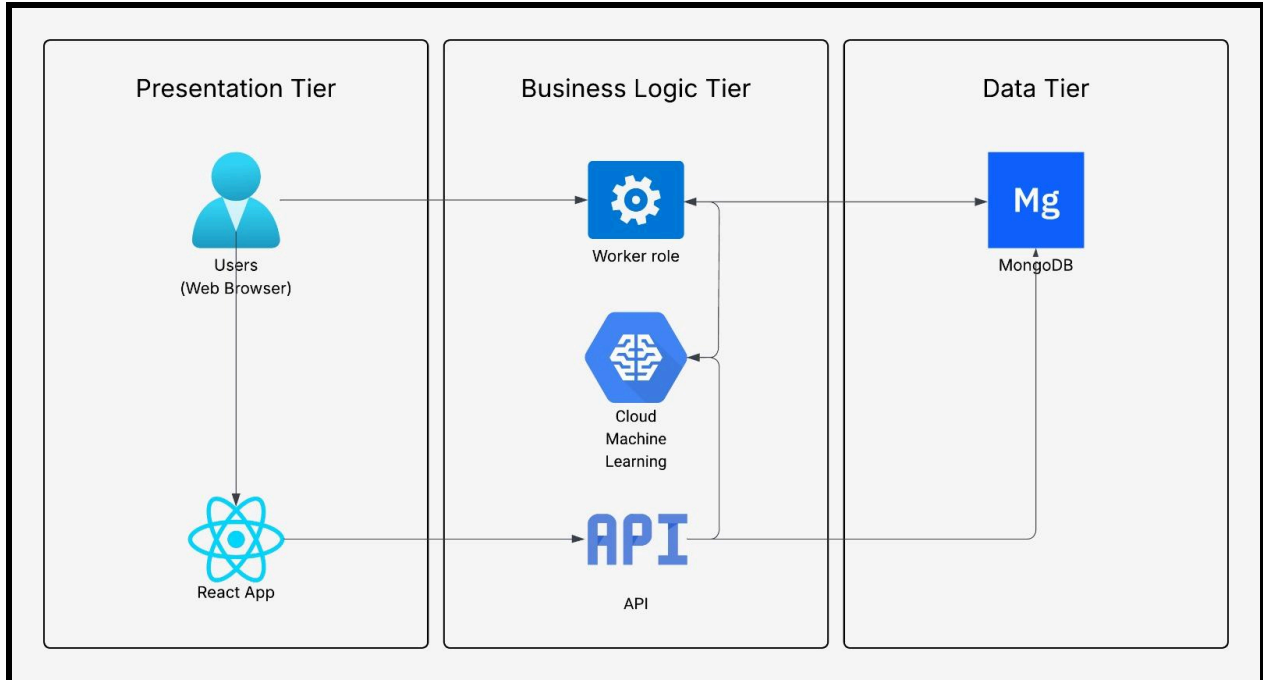 Presentation Tier
Users
(Web Browser)
React App
Business Logic Tier
Worker role
Cloud
Machine
Learning
API
API
Data Tier
Mg
MongoDB